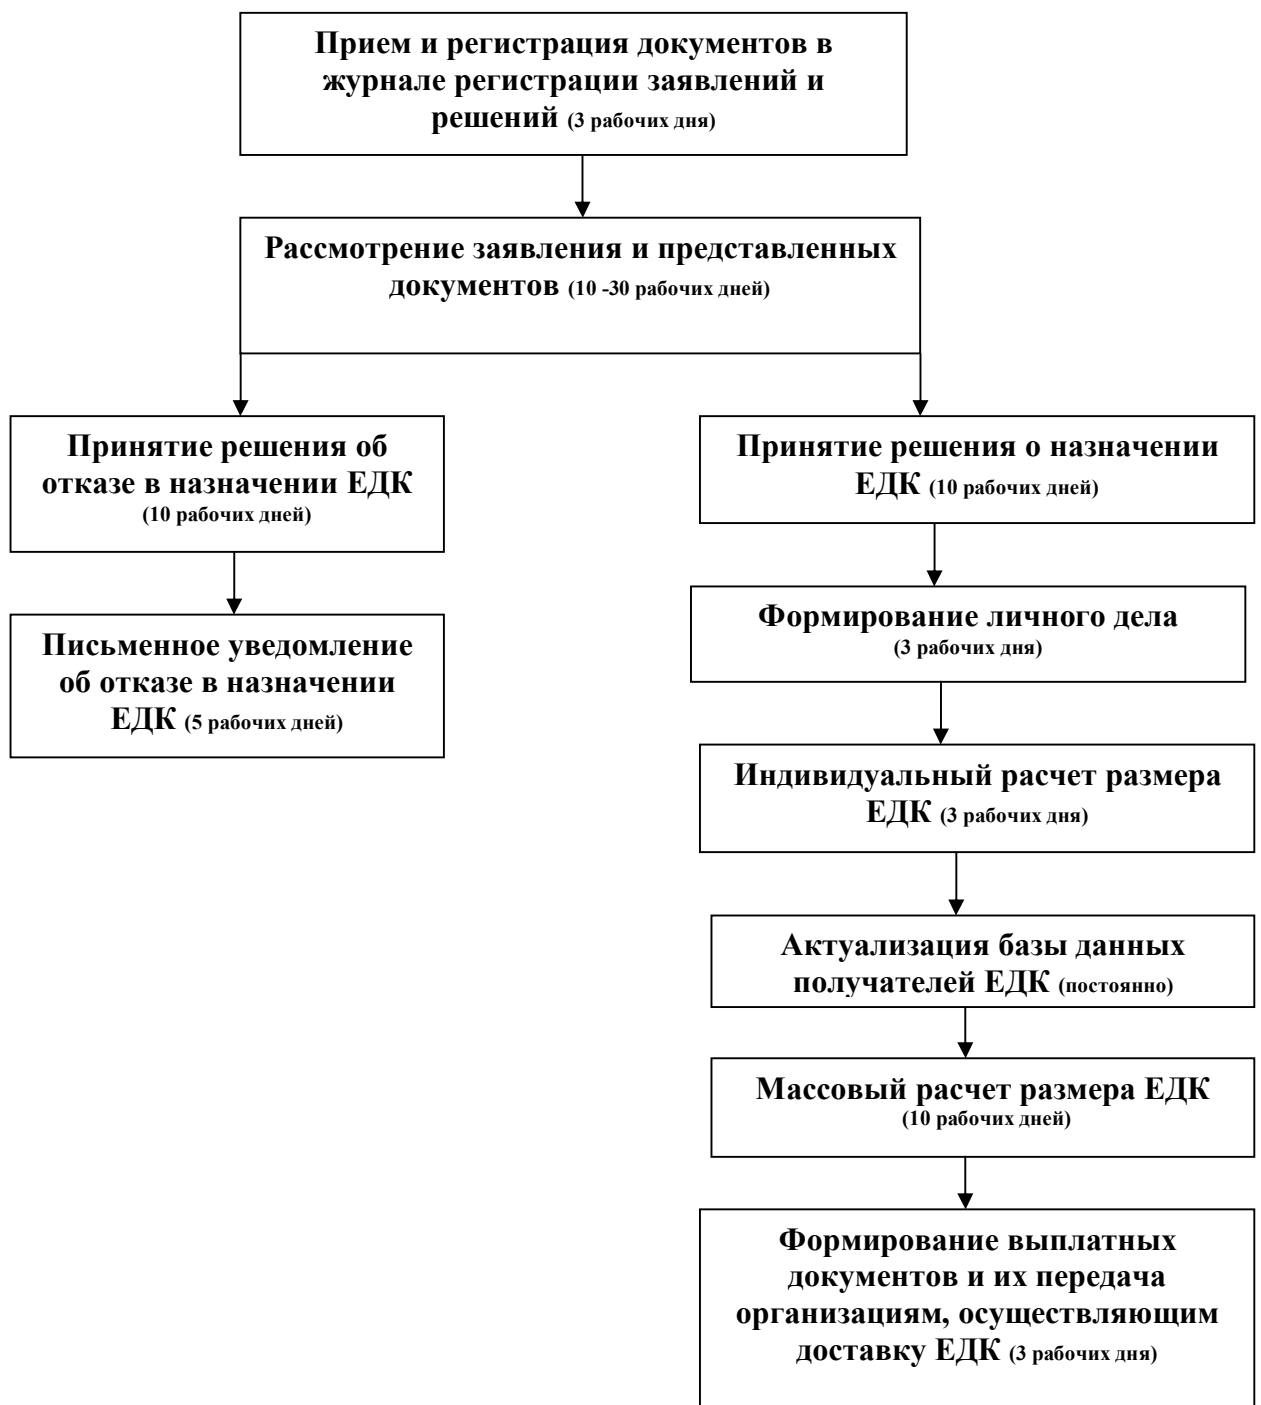 Прием и регистрация документов в
журнале регистрации заявлений и
решений (3 рабочих дня)
Рассмотрение заявления и представленных
документов (10 -30 рабочих дней)
Принятие решения об
отказе в назначении ЕДК
(10 рабочих дней)
Письменное уведомление
об отказе в назначении
ЕДК (5 рабочих дней)
Принятие решения о назначении
ЕДК (10 рабочих дней)
Формирование личного дела
(3 рабочих дня)
Индивидуальный расчет размера
ЕДК (3 рабочих дня)
Актуализация базы данных
получателей ЕДК (постоянно)
Массовый расчет размера ЕДК
(10 рабочих дней)
Формирование выплатных
документов и их передача
организациям, осуществляющим
доставку ЕДК (3 рабочих дня)